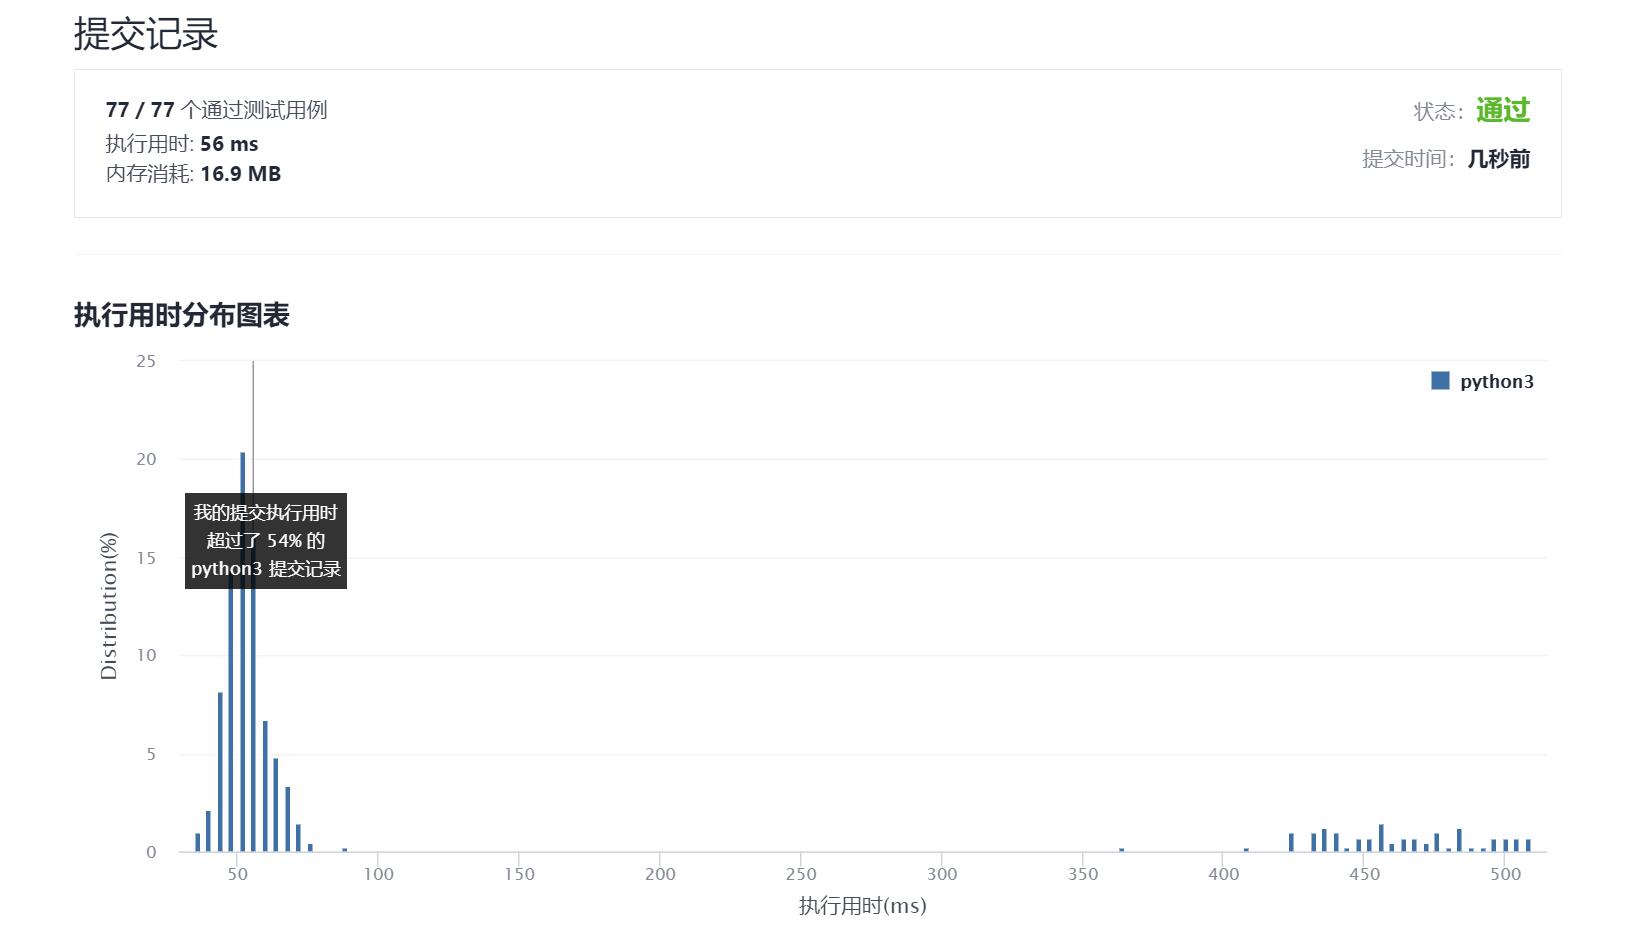 提交记录
77 / 77 个通过测试用例
状态：通过
执行用时: 56 ms
提交时间：几秒前
内存消耗: 16.9 MB
执行用时分布图表
25
python3
20
我的提交执行用时
超过了 54% 的
python3 提交记录
15
Distribution(%)
10
5
0
50 100 150 200 250 300 350 400 450 500
执行用时(ms)